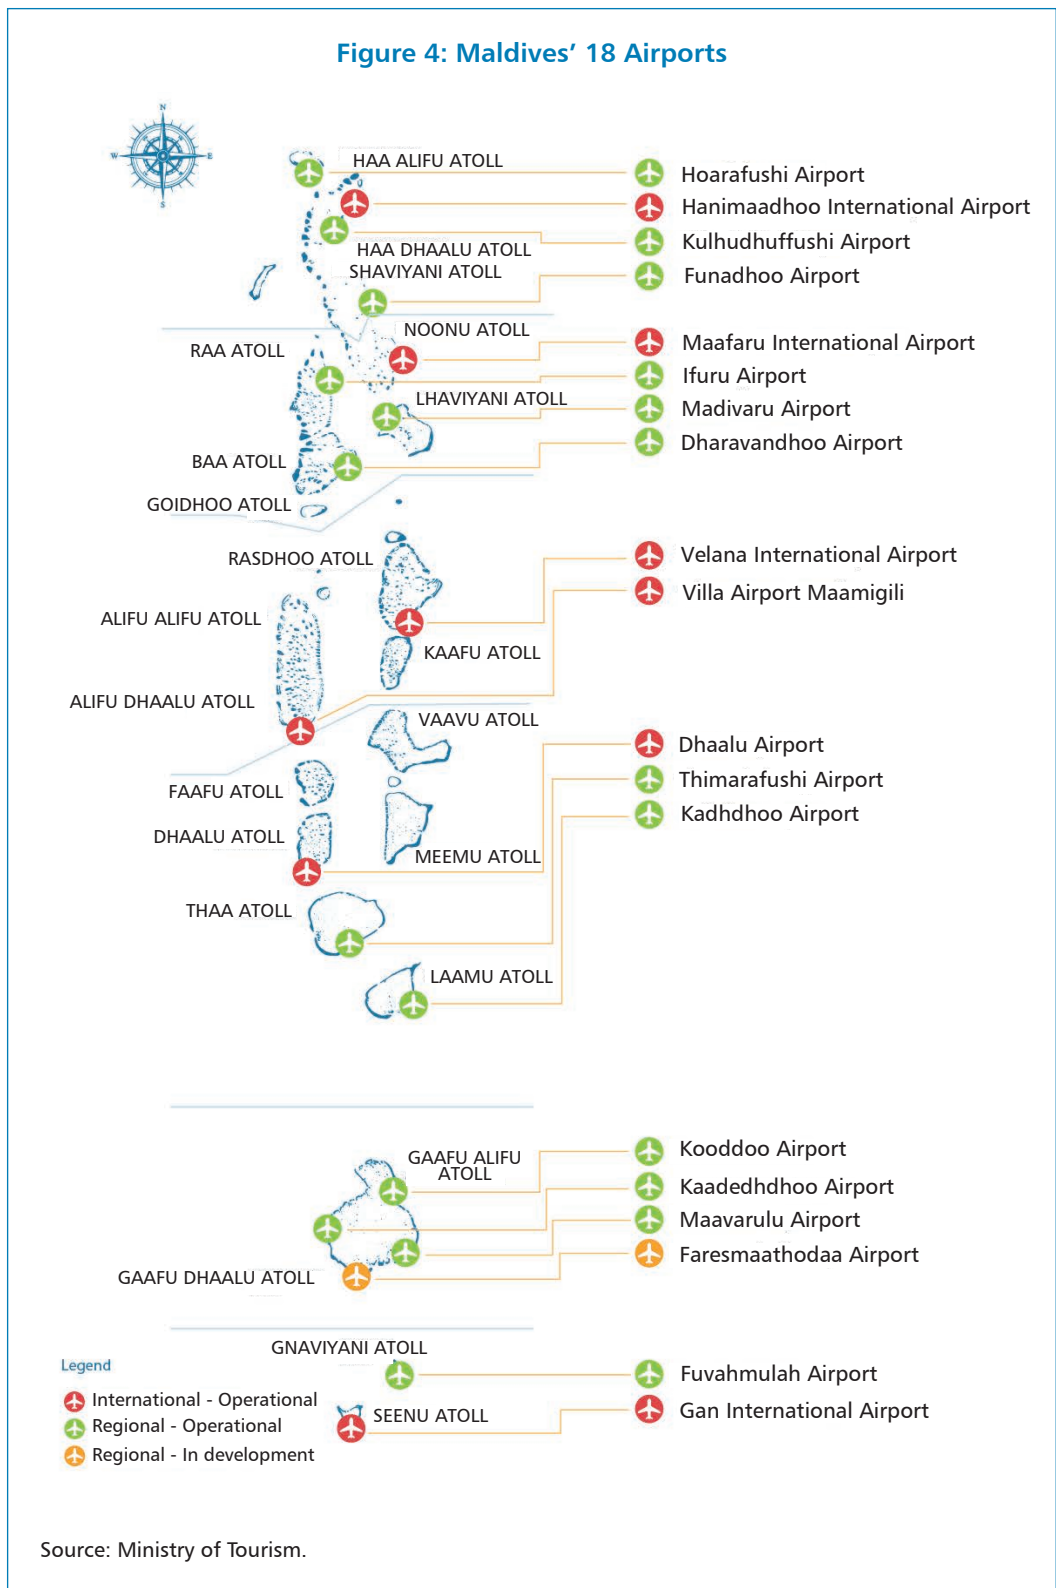 Figure 4: Maldives’ 18 Airports
N
W
E
S
HAA ALIFU ATOLL
Hoarafushi Airport
Hanimaadhoo International Airport
Kulhudhuffushi Airport
HAA DHAALU ATOLL
SHAVIYANI ATOLL
Funadhoo Airport
NOONU ATOLL
Maafaru International Airport
RAA ATOLL
Ifuru Airport
LHAVIYANI ATOLL
Madivaru Airport
Dharavandhoo Airport
BAA ATOLL
GOIDHOO ATOLL
RASDHOO ATOLL
Velana International Airport
Villa Airport Maamigili
ALIFU ALIFU ATOLL
KAAFU ATOLL
ALIFU DHAALU ATOLL
VAAVU ATOLL
Dhaalu Airport
Thimarafushi Airport
FAAFU ATOLL
Kadhdhoo Airport
DHAALU ATOLL
MEEMU ATOLL
THAA ATOLL
LAAMU ATOLL
GAAFU ALIFU
ATOLL
Kooddoo Airport
Kaadedhdhoo Airport
Maavarulu Airport
Faresmaathodaa Airport
GAAFU DHAALU ATOLL
GNAVIYANI ATOLL
Fuvahmulah Airport
SEENU ATOLL
Gan International Airport
Legend
International - Operational
Regional - Operational
Regional - In development
Source: Ministry of Tourism.